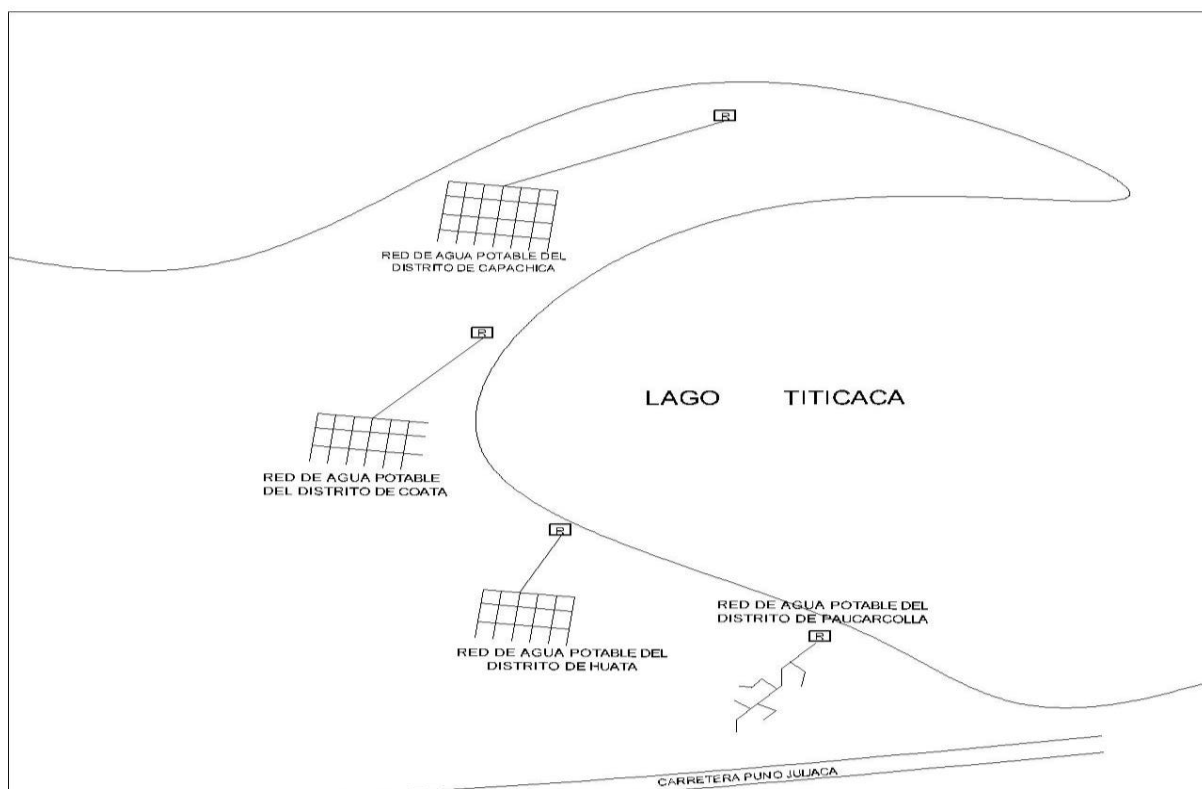 R
RED DE AGUA POTABLE DEL
DISTRITO DE CAPACHICA
R
LAGO TITICACA
RED DE AGUA POTABLE
DEL DISTRITO DE COATA
R
RED DE AGUA POTABLE DEL
DISTRITO DE PAUCARCOLLA
R
RED DE AGUA POTABLE DEL
DISTRITO DE HUATA
CARRETERA PUNO JULIACA